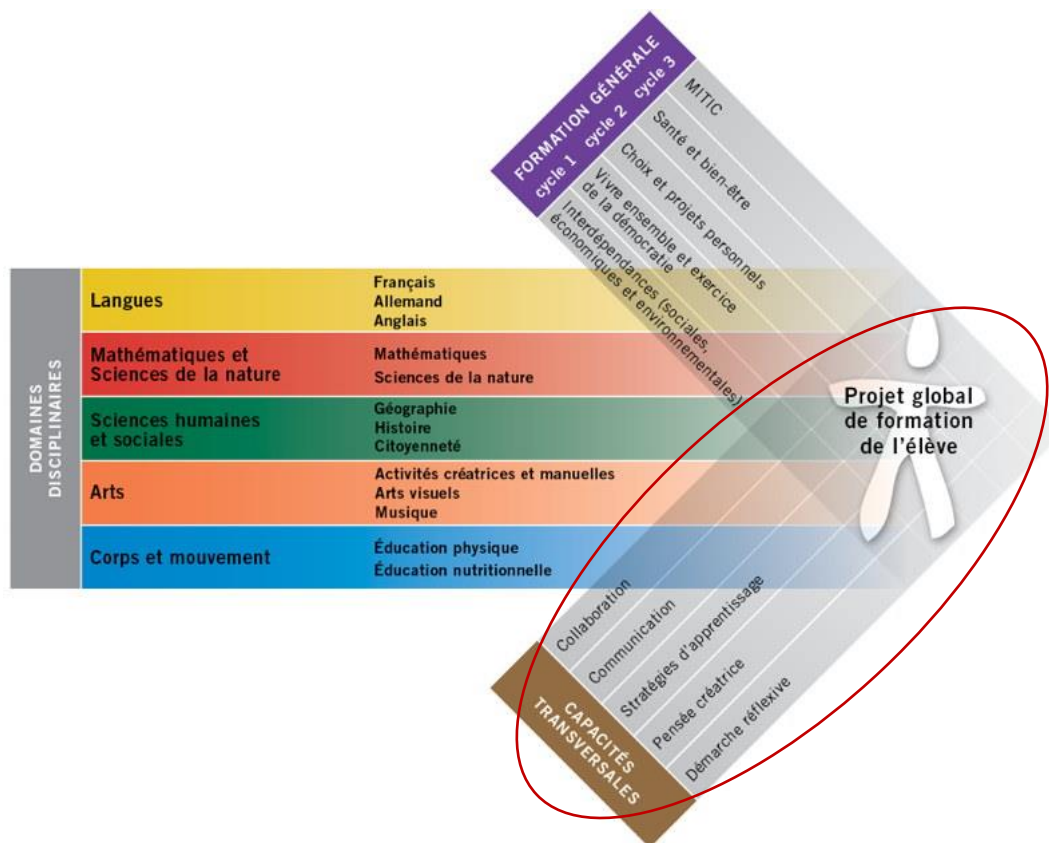 FORMATION GÉNÉRALE
cycle 1 cycle 2 cycle 3
MITIC
Santé et bien-être
Choix et projets personnels
Vivre ensemble et exercice
de la démocratie
Interdépendances (sociales,
économiques et environnementales)
DOMAINES
DISCIPLINAIRES
Langues
Français
Allemand
Anglais
Mathématiques et
Sciences de la nature
Mathématiques
Sciences de la nature
Sciences humaines
et sociales
Géographie
Histoire
Citoyenneté
Arts
Activités créatrices et manuelles
Arts visuels
Musique
Corps et mouvement
Éducation physique
Éducation nutritionnelle
Projet global
de formation
de l'élève
Collaboration
Communication
Stratégies d'apprentissage
Pensée créatrice
Démarche réflexive
CAPACITÉS
TRANSVERSALES